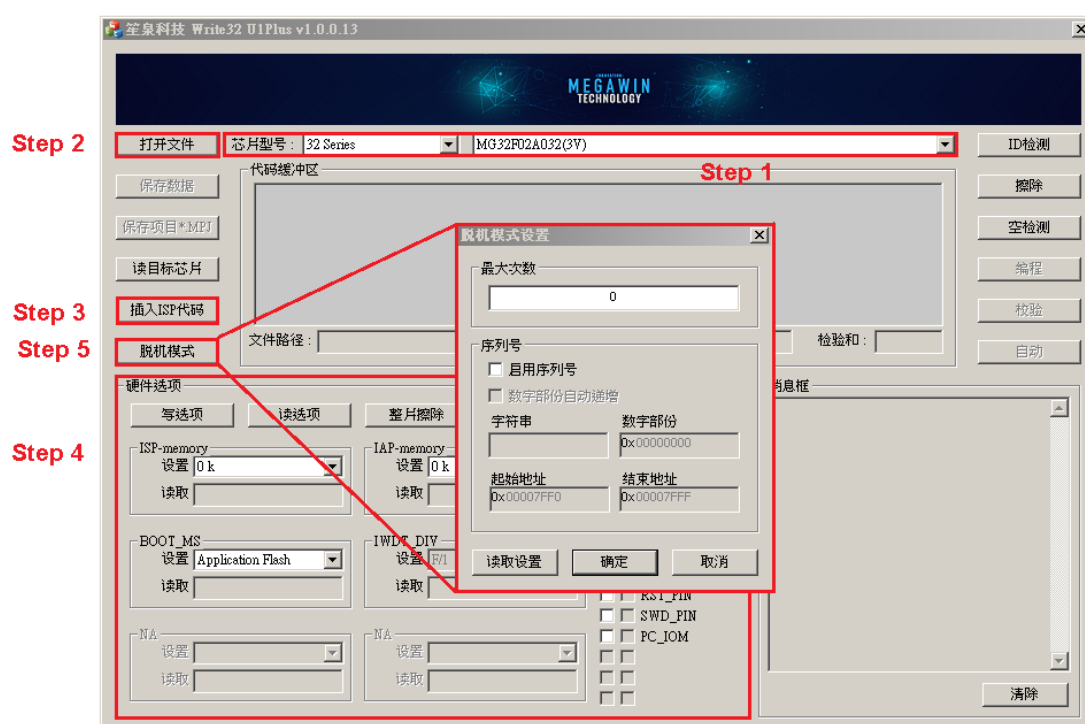 笙泉科技 Write32 U1Plus v1.0.0.13
MEGAWIN
TECHNOLOGY
Step 2
打开文件
芯片型号： 32 Series
MG32F02A032(3V)
ID检测
Step 1
保存数据
代码缓冲区
擦除
保存项目*.MPJ
空检测
读目标芯片
编程
Step 3
插入ISP代码
校验
Step 5
脱机模式
文件路径：
检验和：
自动
脱机模式设置
最大次数
0
序列号
启用序列号
数字部份自动递增
字符串
数字部份
0x00000000
起始地址
结束地址
0x00007FF0
0x00007FFF
读取设置
确定
取消
Step 4
硬件选项
消息框
写选项
读选项
整片擦除
ISP-memory
设置 0 k
读取
IAP-memory
设置 0 k
读取
BOOT_MS
设置 Application Flash
读取
IWDT_DIV
设置 F/1
读取
RST_PIN
SWD_PIN
PC_IOM
NA
设置
读取
NA
设置
读取
清除